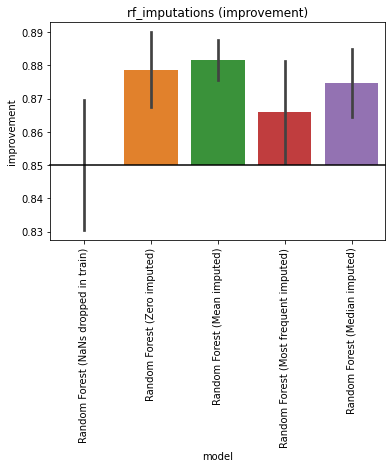 rf_imputations (improvement)
0.89
0.88
0.87
0.86
0.85
0.84
0.83
improvement
Random Forest (NaNs dropped in train)
Random Forest (Zero imputed)
Random Forest (Mean imputed)
Random Forest (Most frequent imputed)
Random Forest (Median imputed)
model